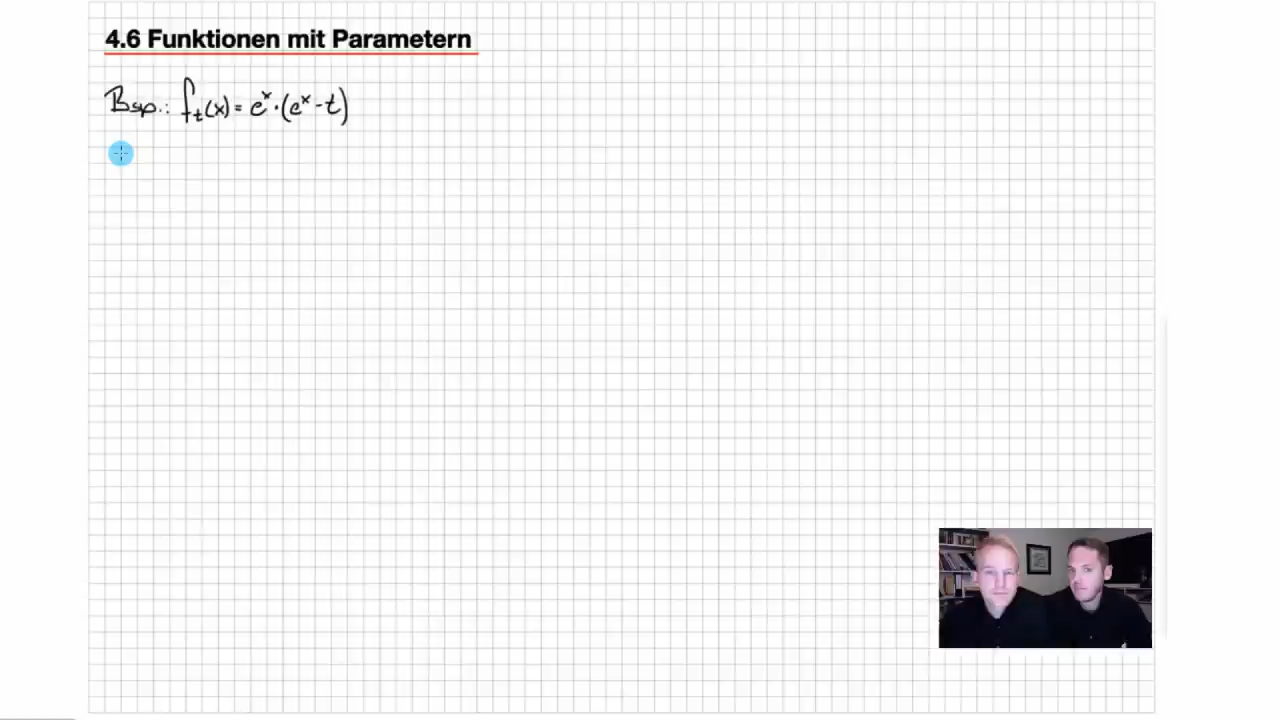 4.6 Funktionen mit Parametern
Bsp.: fₜ(x) = eˣ · (eˣ - t)